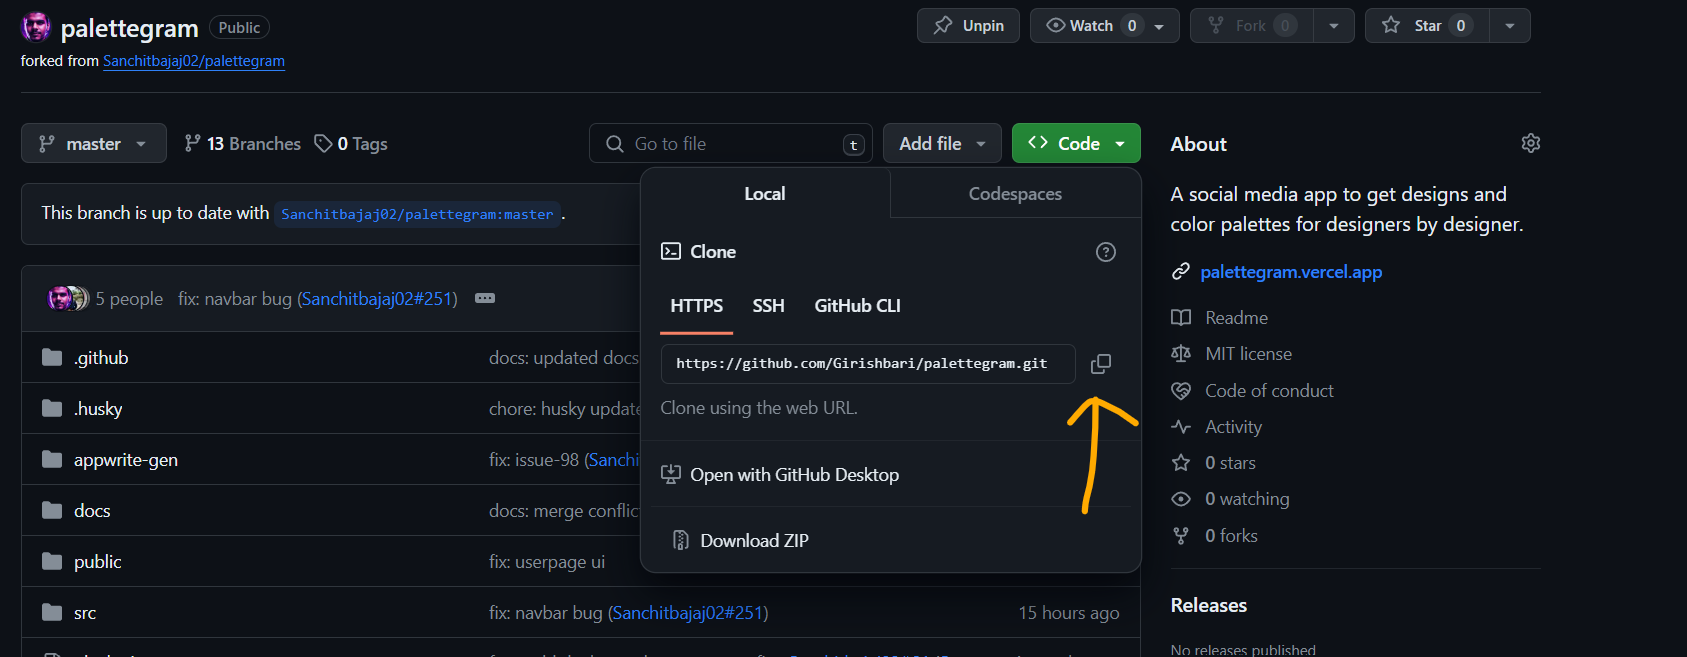 palettegram Public Unpin Watch 0 Fork 0 Star 0
forked from Sanchitbajaj02/palettegram
master 13 Branches 0 Tags Go to file t Add file Code
This branch is up to date with Sanchitbajaj02/palettegram:master .
5 people fix: navbar bug (Sanchitbajaj02#251)
.github docs: updated docs
.husky chore: husky update
appwrite-gen fix: issue-98 (Sanchi
docs docs: merge conflic
public fix: userpage ui
src fix: navbar bug (Sanchitbajaj02#251) 15 hours ago
Local Codespaces
Clone
HTTPS SSH GitHub CLI
https://github.com/Girishbari/palettegram.git
Clone using the web URL.
Open with GitHub Desktop
Download ZIP
About
A social media app to get designs and
color palettes for designers by designer.
palettegram.vercel.app
Readme
MIT license
Code of conduct
Activity
0 stars
0 watching
0 forks
Releases
No releases published